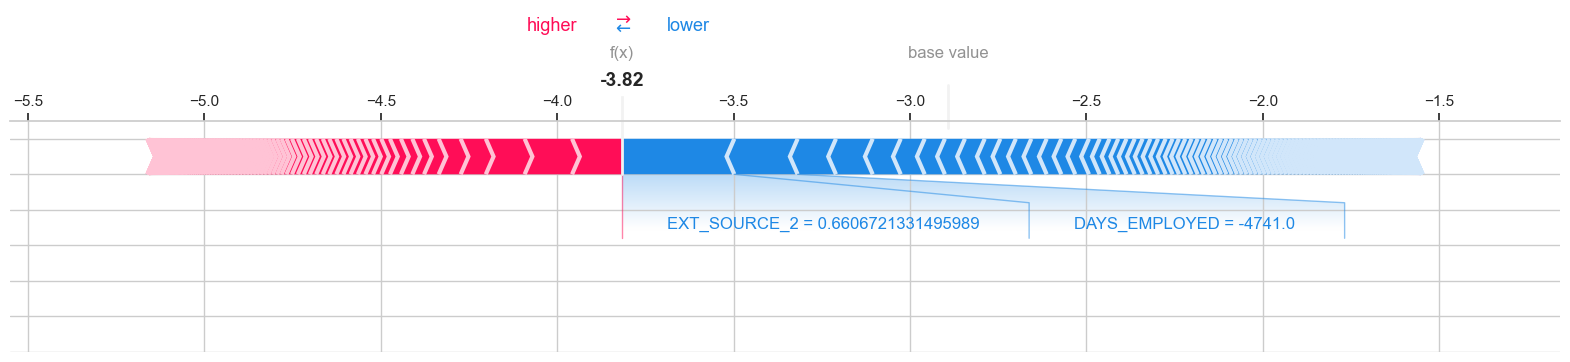 higher ⇄ lower
f(x) base value
-3.82
−5.5 −5.0 −4.5 −4.0 −3.5 −3.0 −2.5 −2.0 −1.5
EXT_SOURCE_2 = 0.6606721331495989 DAYS_EMPLOYED = -4741.0